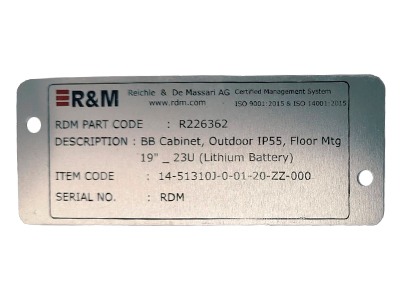 R&M Reichle & De Massari AG Certified Management System
www.rdm.com ISO 9001:2015 & ISO 14001:2015
RDM PART CODE : R226362
DESCRIPTION : BB Cabinet, Outdoor IP55, Floor Mtg
19" _ 23U (Lithium Battery)
ITEM CODE : 14-51310J-0-01-20-ZZ-000
SERIAL NO. : RDM